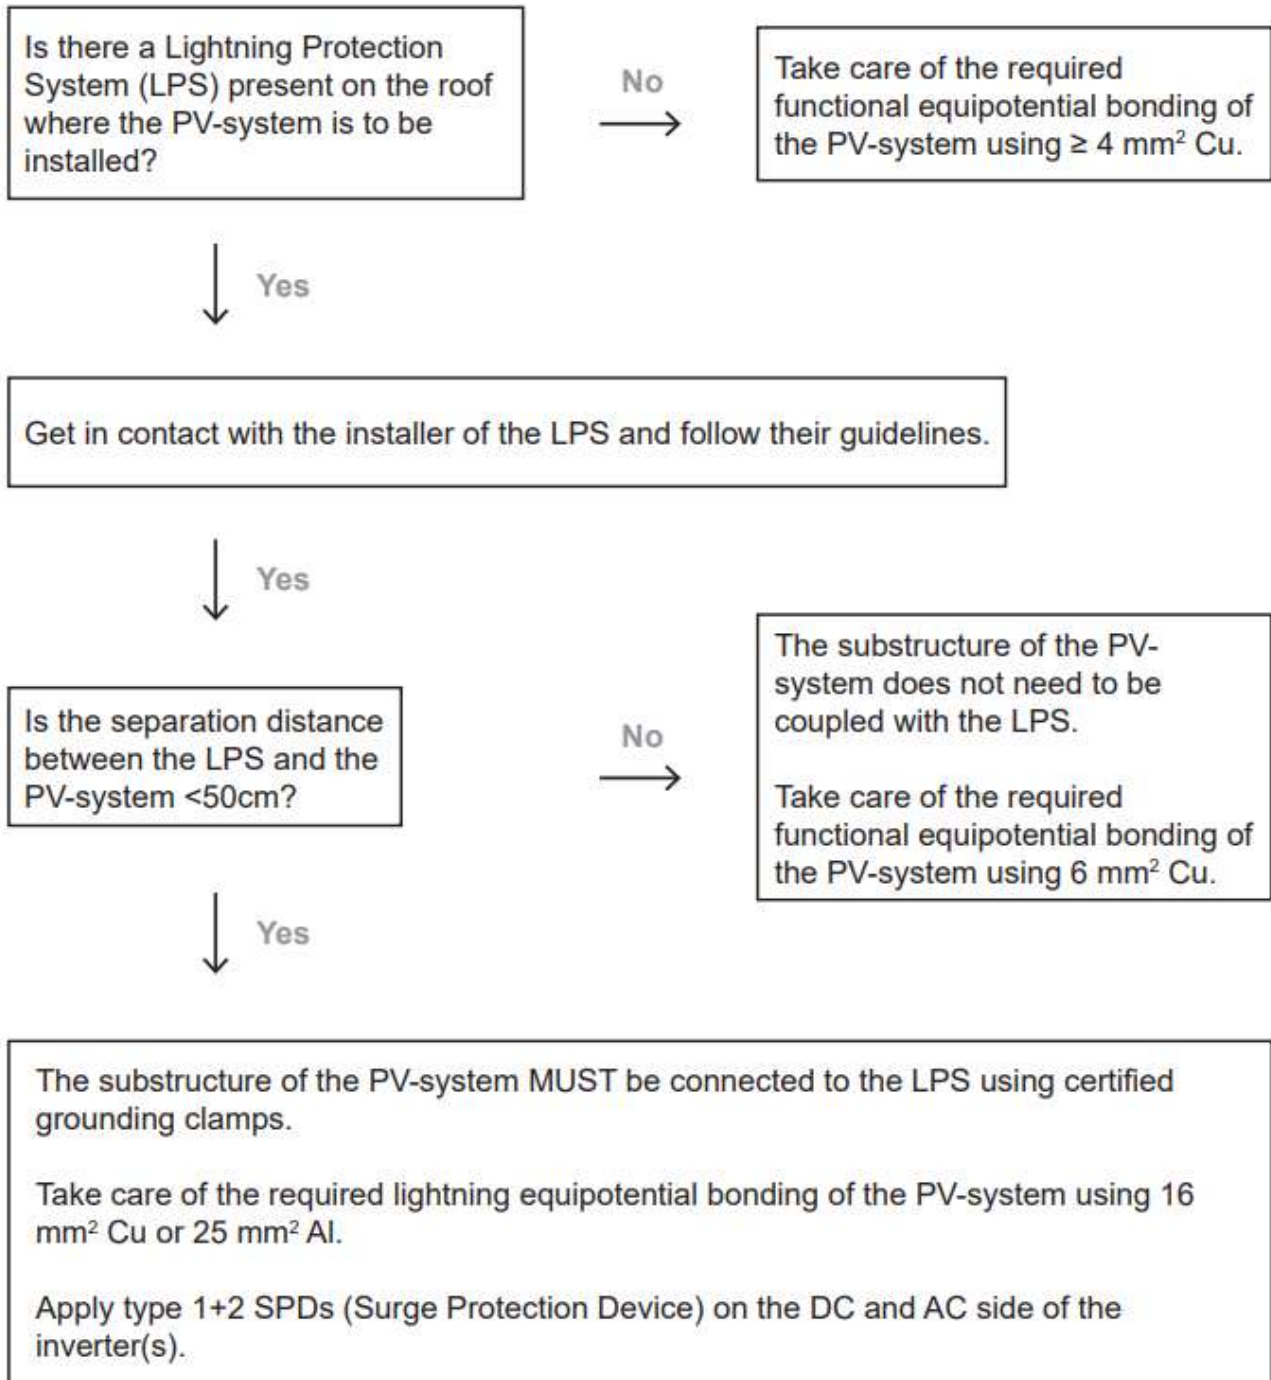 Is there a Lightning Protection
System (LPS) present on the roof
where the PV-system is to be
installed?
No
Take care of the required
functional equipotential bonding of
the PV-system using ≥ 4 mm² Cu.
Yes
Get in contact with the installer of the LPS and follow their guidelines.
Yes
Is the separation distance
between the LPS and the
PV-system <50cm?
No
The substructure of the PV-
system does not need to be
coupled with the LPS.
Take care of the required
functional equipotential bonding of
the PV-system using 6 mm² Cu.
Yes
The substructure of the PV-system MUST be connected to the LPS using certified
grounding clamps.
Take care of the required lightning equipotential bonding of the PV-system using 16
mm² Cu or 25 mm² Al.
Apply type 1+2 SPDs (Surge Protection Device) on the DC and AC side of the
inverter(s).